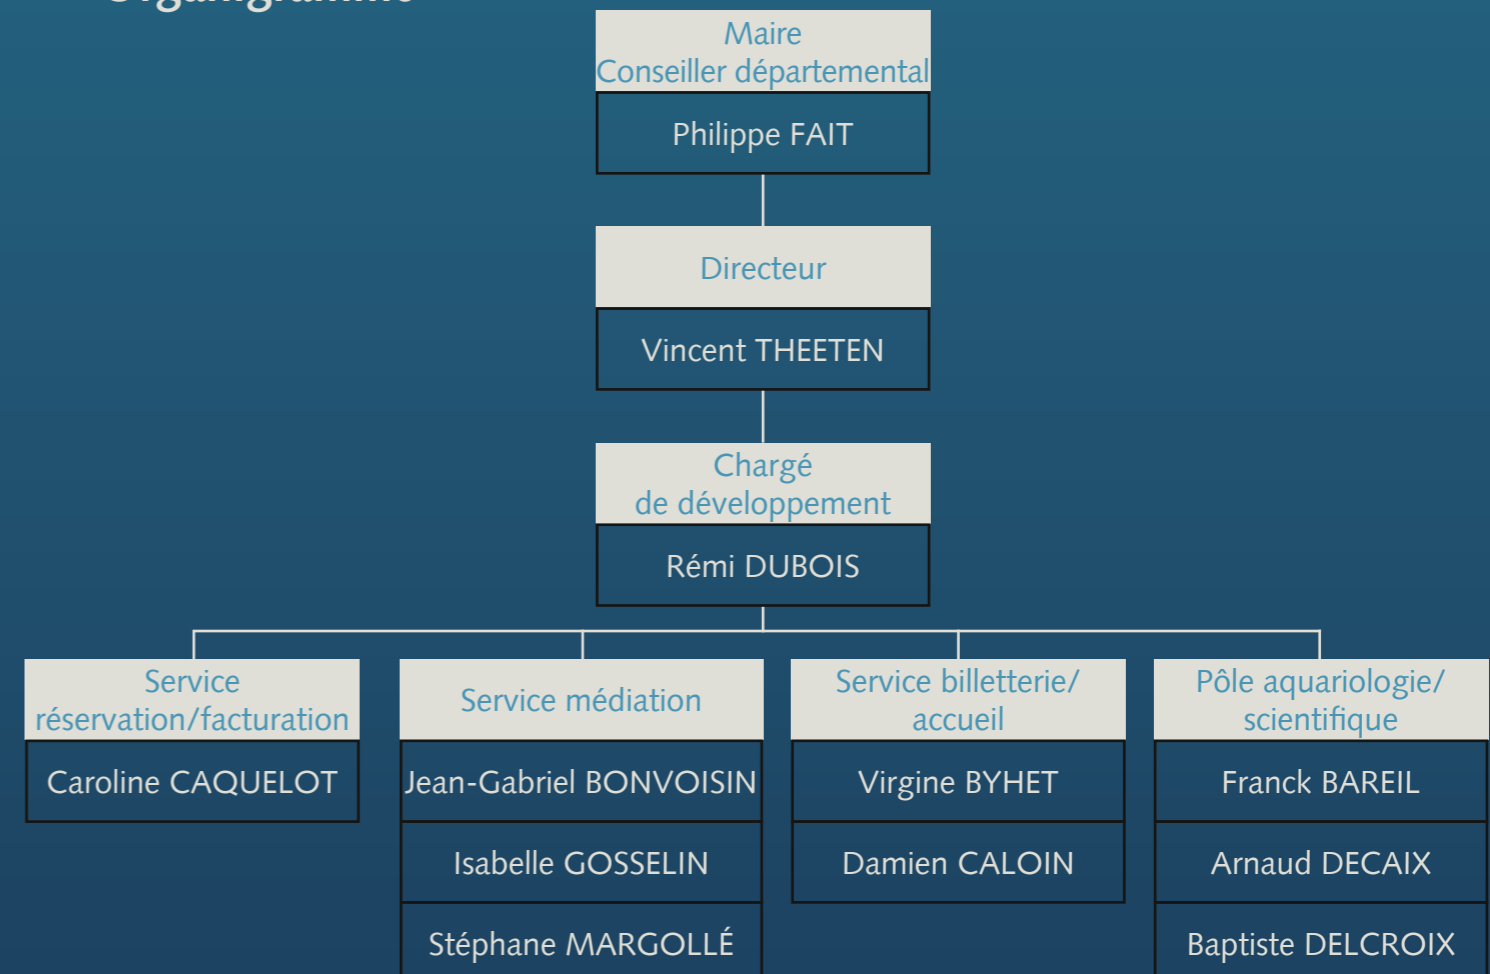 Organigramme
Maire
Conseiller départemental
Philippe FAIT
Directeur
Vincent THEETEN
Chargé
de développement
Rémi DUBOIS
Service
réservation/facturation
Caroline CAQUELOT
Service médiation
Jean-Gabriel BONVOISIN
Isabelle GOSSELIN
Stéphane MARGOLLÉ
Service billetterie/
accueil
Virgine BYHET
Damien CALOIN
Pôle aquariologie/
scientifique
Franck BAREIL
Arnaud DECAIX
Baptiste DELCROIX